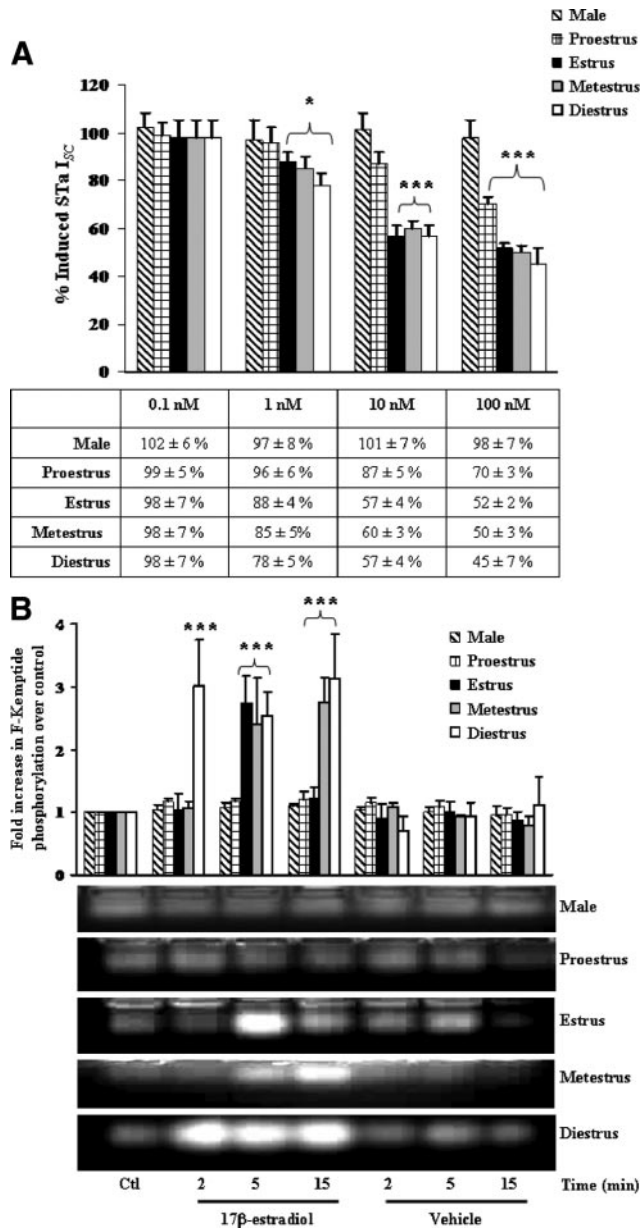 Male
Proestrus
Estrus
Metestrus
Diestrus
A
120
100
80
60
40
20
0
% Induced STa I_SC
*
***
***
0.1 nM 1 nM 10 nM 100 nM
Male 102 ± 6 % 97 ± 8 % 101 ± 7 % 98 ± 7 %
Proestrus 99 ± 5 % 96 ± 6 % 87 ± 5 % 70 ± 3 %
Estrus 98 ± 7 % 88 ± 4 % 57 ± 4 % 52 ± 2 %
Metestrus 98 ± 7 % 85 ± 5% 60 ± 3 % 50 ± 3 %
Diestrus 98 ± 7 % 78 ± 5 % 57 ± 4 % 45 ± 7 %
B
4
3
2
1
0
Fold increase in F-Kemptide
phosphorylation over control
***
***
***
Male
Proestrus
Estrus
Metestrus
Diestrus
Male
Proestrus
Estrus
Metestrus
Diestrus
Ctl 2 5 15 2 5 15 Time (min)
17β-estradiol Vehicle